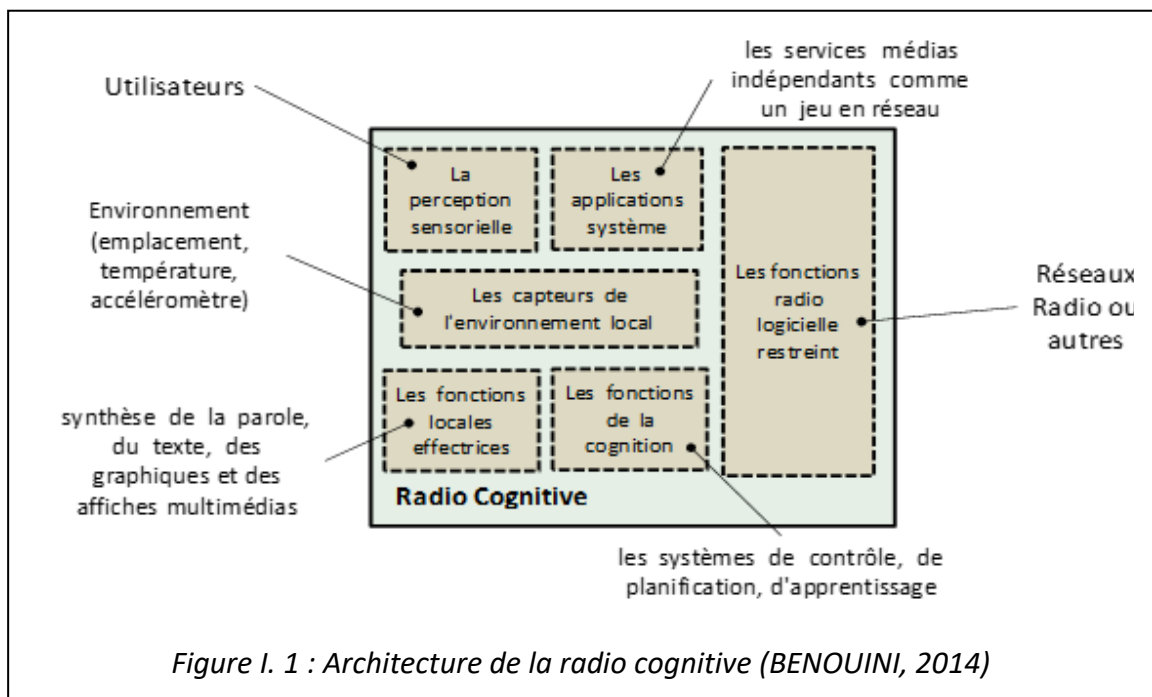 les services médias
indépendants comme
un jeu en réseau
Utilisateurs
La
perception
sensorielle
Les
applications
système
Environnement
(emplacement,
température,
accéléromètre)
Les capteurs de
l'environnement local
Les fonctions
radio
logicielle
restreint
Réseaux
Radio ou
autres
Les fonctions
locales
effectrices
Les fonctions
de la
cognition
synthèse de la parole,
du texte, des
graphiques et des
affiches multimédias
Radio Cognitive
les systèmes de contrôle, de
planification, d'apprentissage
Figure I. 1 : Architecture de la radio cognitive (BENOUINI, 2014)